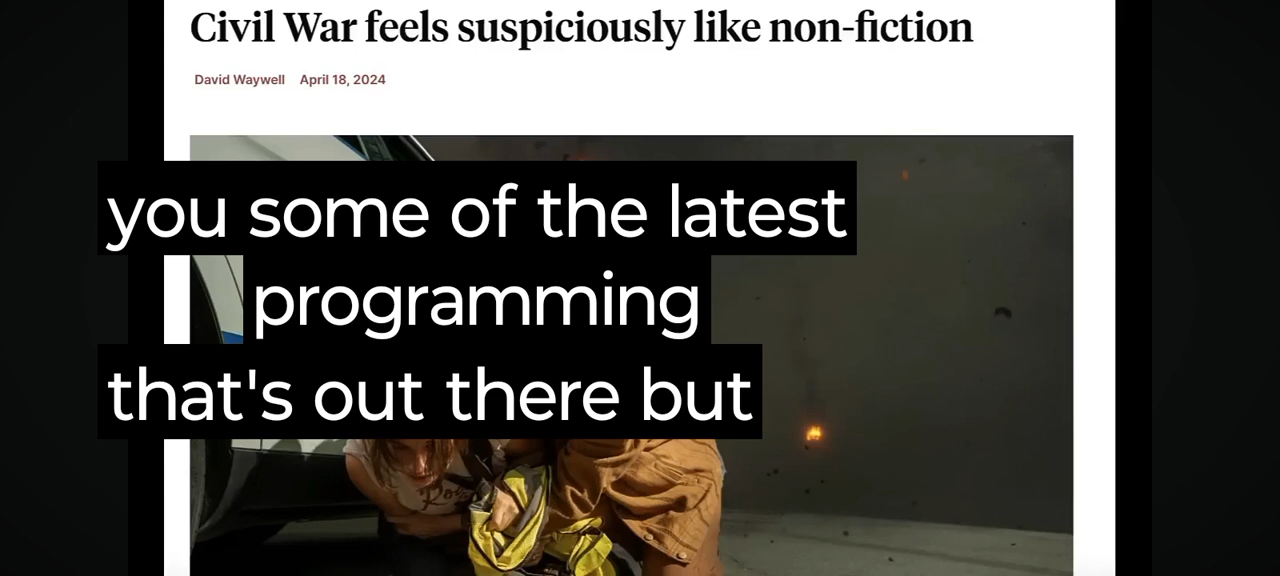 Civil War feels suspiciously like non-fiction
David Waywell April 18, 2024
you some of the latest
programming
that's out there but